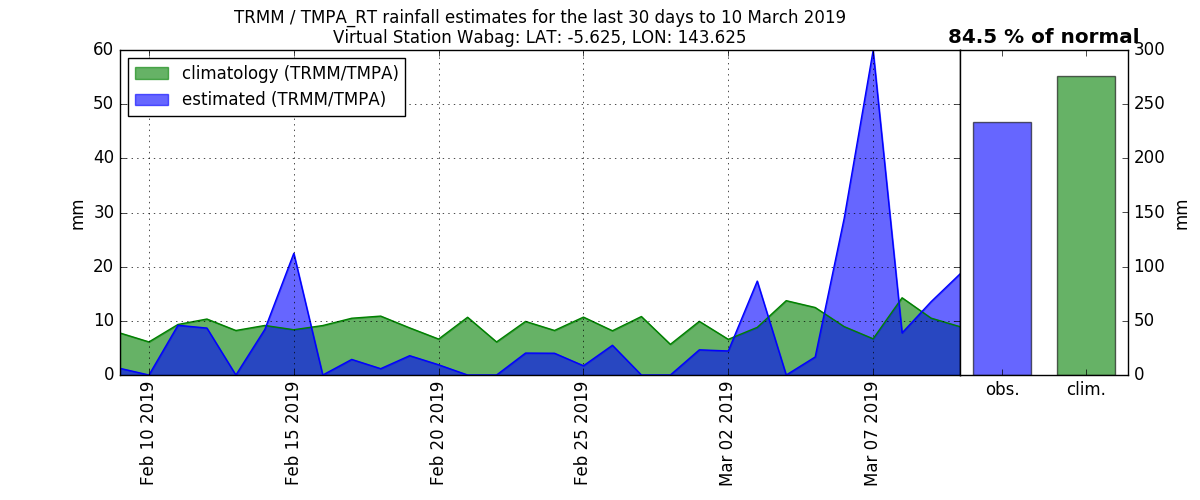 TRMM / TMPA_RT rainfall estimates for the last 30 days to 10 March 2019
Virtual Station Wabag: LAT: -5.625, LON: 143.625
84.5 % of normal
climatology (TRMM/TMPA)
estimated (TRMM/TMPA)
60
50
40
30
20
10
0
mm
Feb 10 2019
Feb 15 2019
Feb 20 2019
Feb 25 2019
Mar 02 2019
Mar 07 2019
obs.
clim.
300
250
200
150
100
50
0
mm